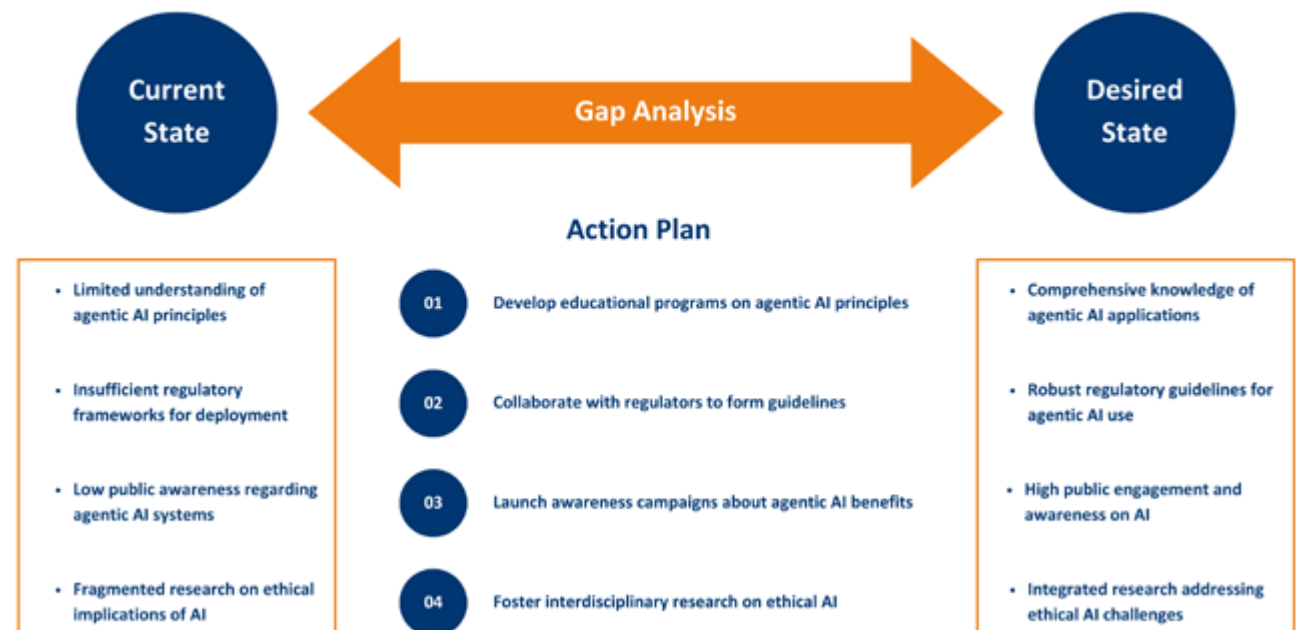 Current
State
Gap Analysis
Desired
State
Action Plan
• Limited understanding of
agentic AI principles
• Insufficient regulatory
frameworks for deployment
• Low public awareness regarding
agentic AI systems
• Fragmented research on ethical
implications of AI
01 Develop educational programs on agentic AI principles
02 Collaborate with regulators to form guidelines
03 Launch awareness campaigns about agentic AI benefits
04 Foster interdisciplinary research on ethical AI
• Comprehensive knowledge of
agentic AI applications
• Robust regulatory guidelines for
agentic AI use
• High public engagement and
awareness on AI
• Integrated research addressing
ethical AI challenges